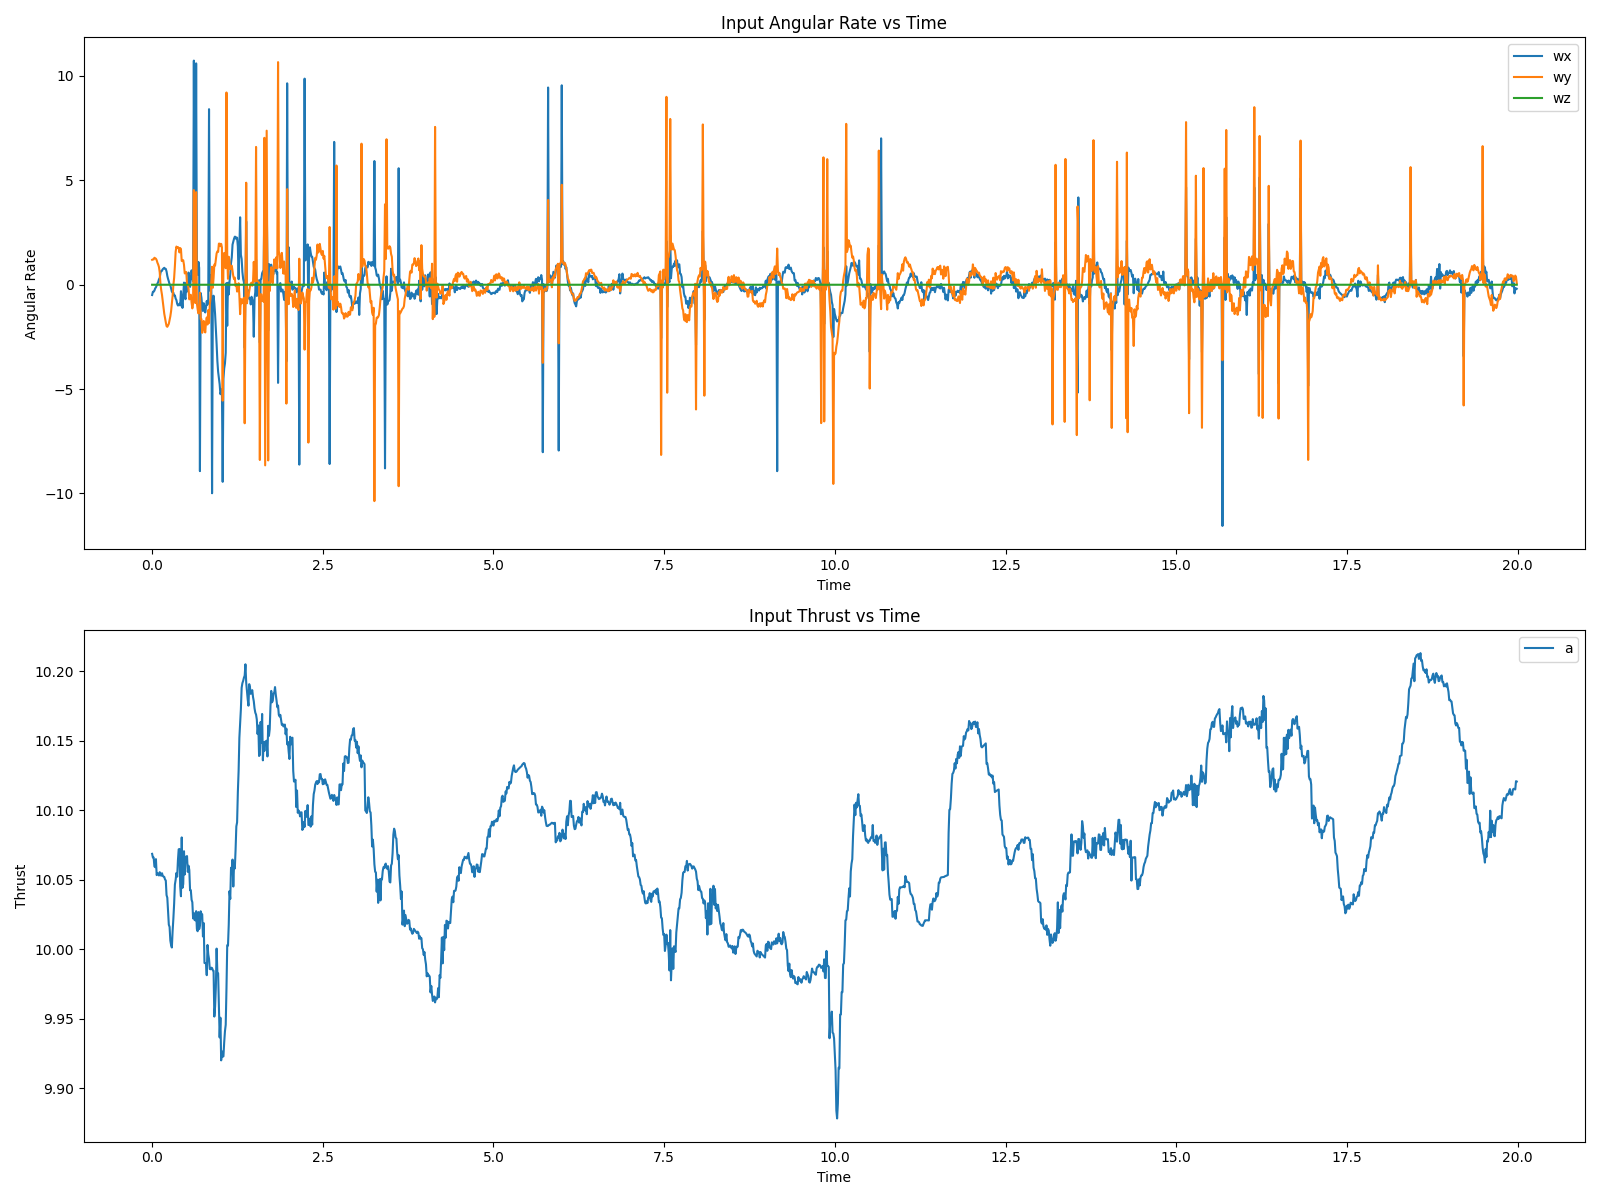 Input Angular Rate vs Time
Angular Rate
10
5
0
−5
−10
wx
wy
wz
0.0 2.5 5.0 7.5 10.0 12.5 15.0 17.5 20.0
Time
Input Thrust vs Time
Thrust
10.20
10.15
10.10
10.05
10.00
9.95
9.90
a
0.0 2.5 5.0 7.5 10.0 12.5 15.0 17.5 20.0
Time